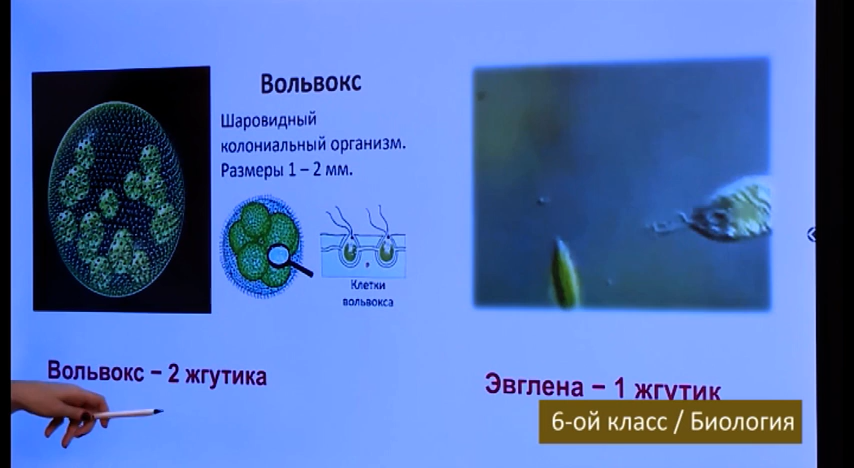 Вольвокс
Шаровидный
колониальный организм.
Размеры 1 – 2 мм.
Клетки
вольвокса
Вольвокс – 2 жгутика
Эвглена – 1 жгутик
6-ой класс / Биология